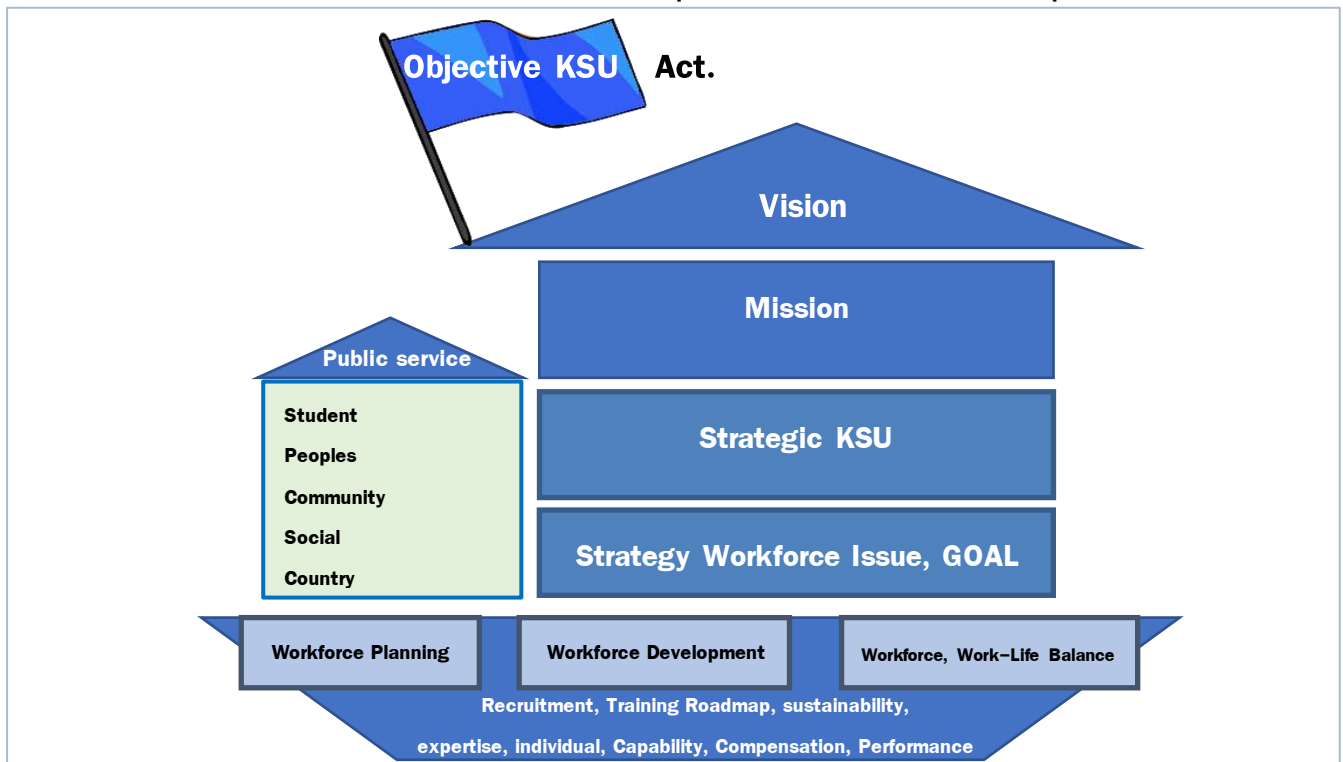 Objective KSU Act.
Vision
Mission
Public service
Student
Peoples
Community
Social
Country
Strategic KSU
Strategy Workforce Issue, GOAL
Workforce Planning
Workforce Development
Workforce, Work–Life Balance
Recruitment, Training Roadmap, sustainability,
expertise, individual, Capability, Compensation, Performance